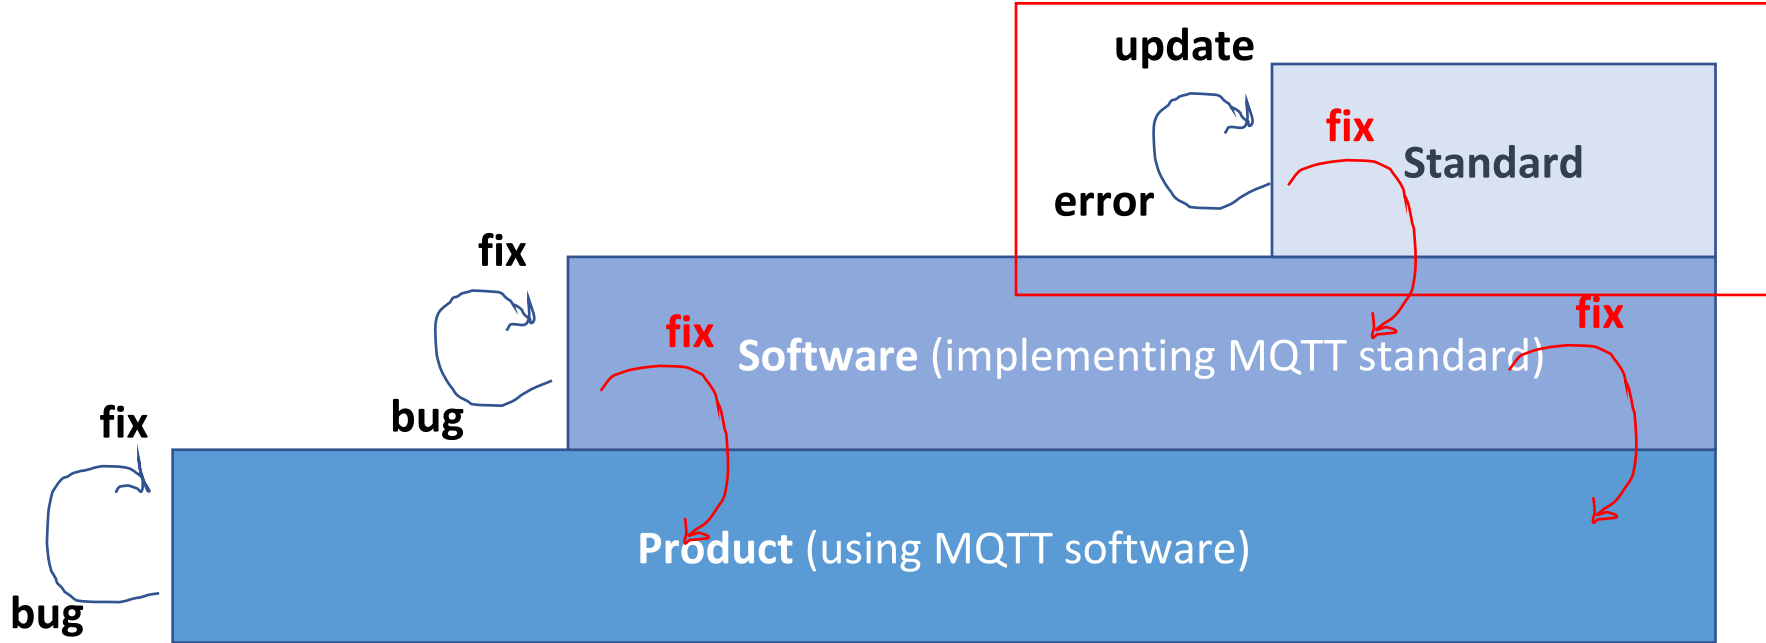 update
fix
Standard
error
fix
fix
fix
Software (implementing MQTT standard)
bug
fix
Product (using MQTT software)
bug